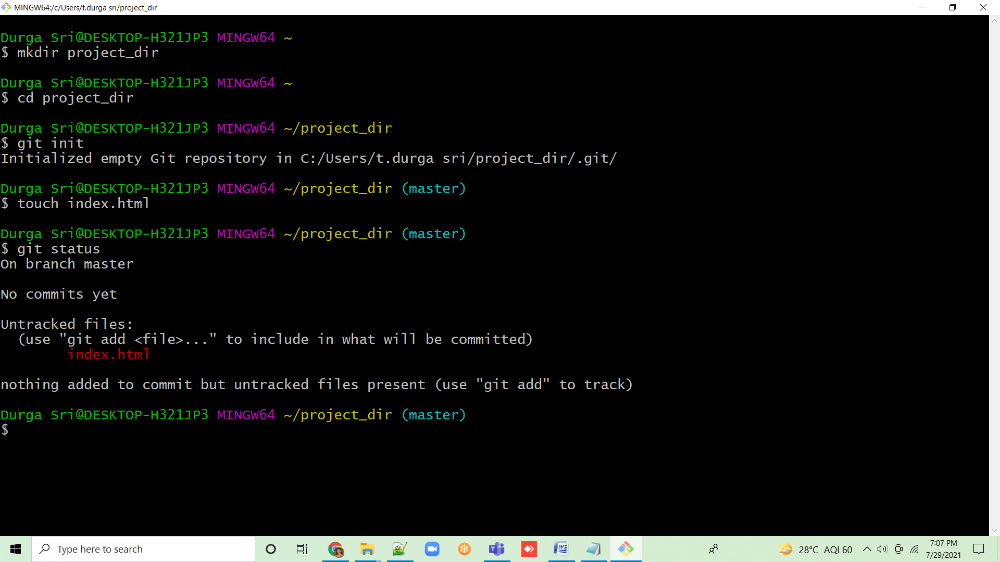 MINGW64:/c/Users/t.durga sri/project_dir
Durga Sri@DESKTOP-H321JP3 MINGW64 ~
$ mkdir project_dir
Durga Sri@DESKTOP-H321JP3 MINGW64 ~
$ cd project_dir
Durga Sri@DESKTOP-H321JP3 MINGW64 ~/project_dir
$ git init
Initialized empty Git repository in C:/Users/t.durga sri/project_dir/.git/
Durga Sri@DESKTOP-H321JP3 MINGW64 ~/project_dir (master)
$ touch index.html
Durga Sri@DESKTOP-H321JP3 MINGW64 ~/project_dir (master)
$ git status
On branch master
No commits yet
Untracked files:
(use "git add <file>..." to include in what will be committed)
index.html
nothing added to commit but untracked files present (use "git add" to track)
Durga Sri@DESKTOP-H321JP3 MINGW64 ~/project_dir (master)
$
Type here to search
28°C AQI 60
7:07 PM
7/29/2021